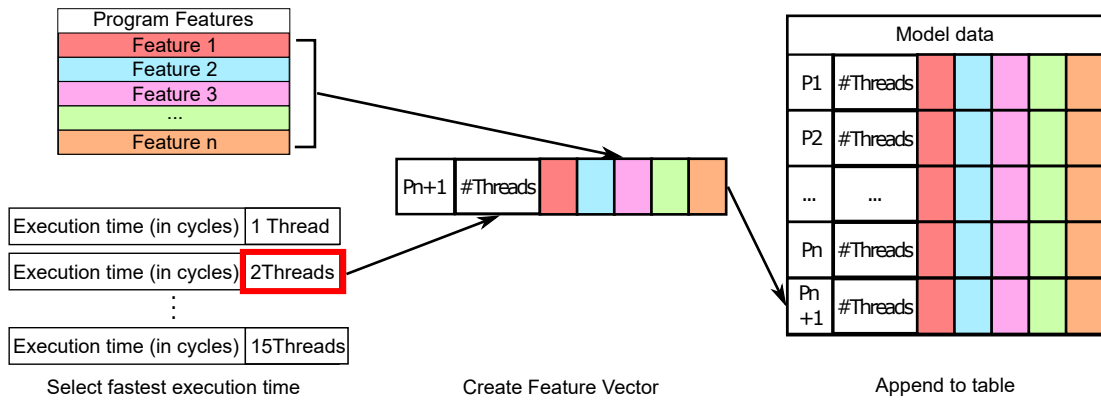 Program Features
Feature 1
Feature 2
Feature 3
...
Feature n
Execution time (in cycles) 1 Thread
Execution time (in cycles) 2Threads
⋮
Execution time (in cycles) 15Threads
Select fastest execution time
Pn+1 #Threads
Create Feature Vector
Model data
P1 #Threads
P2 #Threads
... ...
Pn #Threads
Pn
+1 #Threads
Append to table